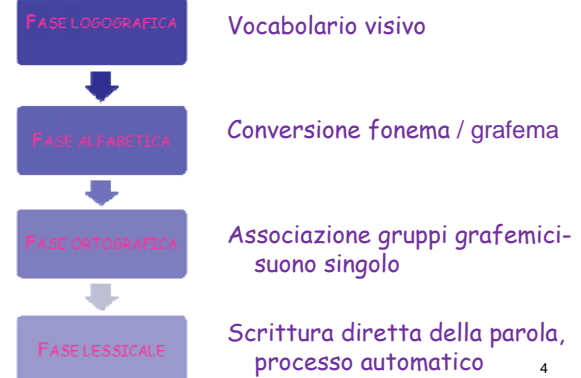 FASE LOGOGRAFICA
Vocabolario visivo
FASE ALFABETICA
Conversione fonema / grafema
FASE ORTOGRAFICA
Associazione gruppi grafemici-
suono singolo
FASE LESSICALE
Scrittura diretta della parola,
processo automatico
4